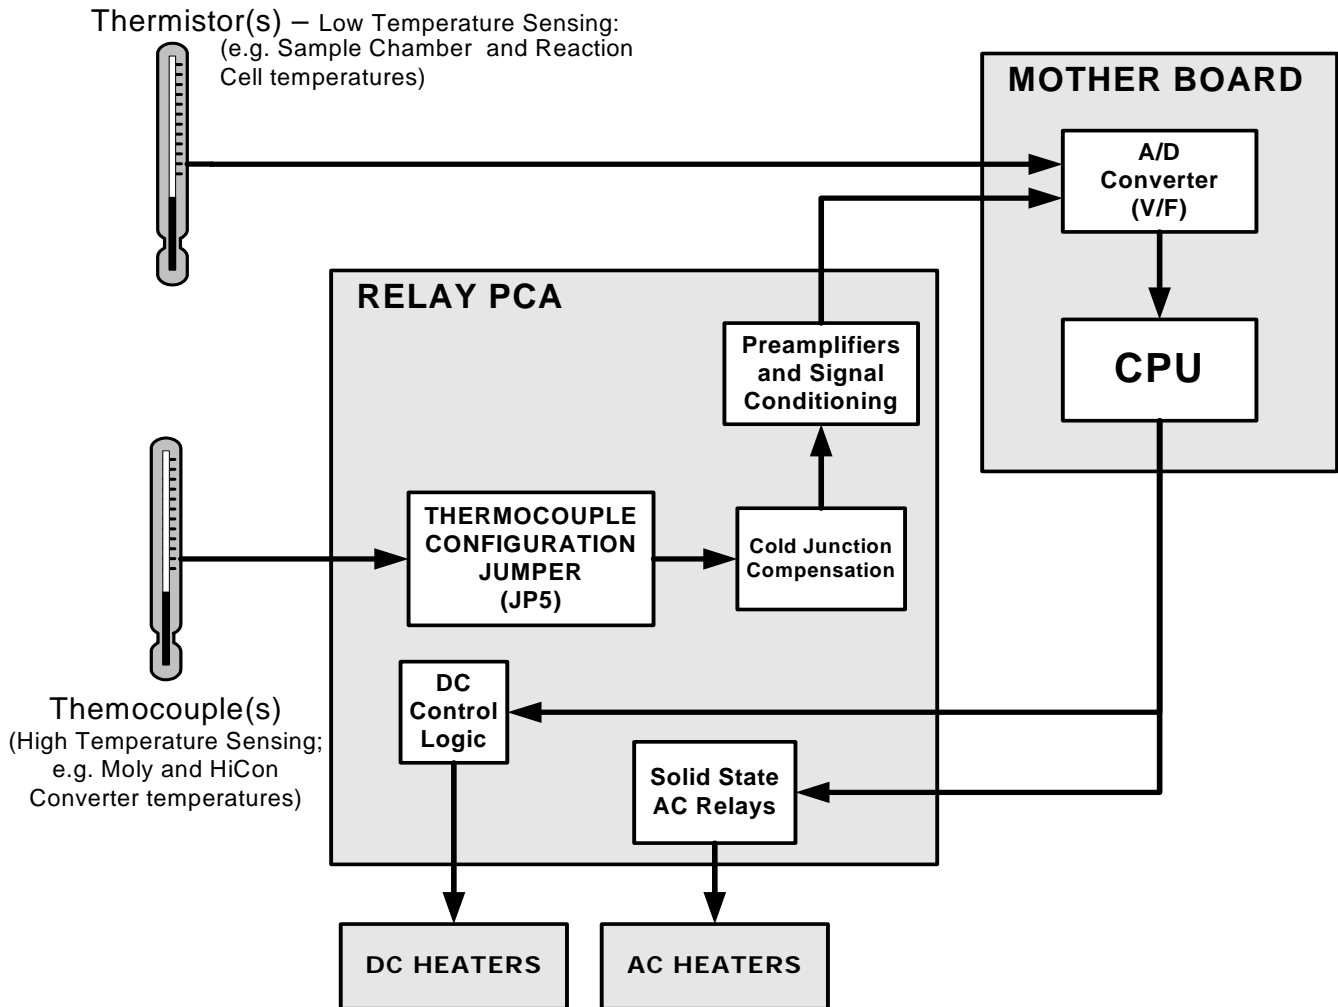 Thermistor(s) – Low Temperature Sensing:
(e.g. Sample Chamber and Reaction
Cell temperatures)
MOTHER BOARD
A/D
Converter
(V/F)
CPU
RELAY PCA
Preamplifiers
and Signal
Conditioning
THERMOCOUPLE
CONFIGURATION
JUMPER
(JP5)
Cold Junction
Compensation
Themocouple(s)
(High Temperature Sensing;
e.g. Moly and HiCon
Converter temperatures)
DC
Control
Logic
Solid State
AC Relays
DC HEATERS
AC HEATERS